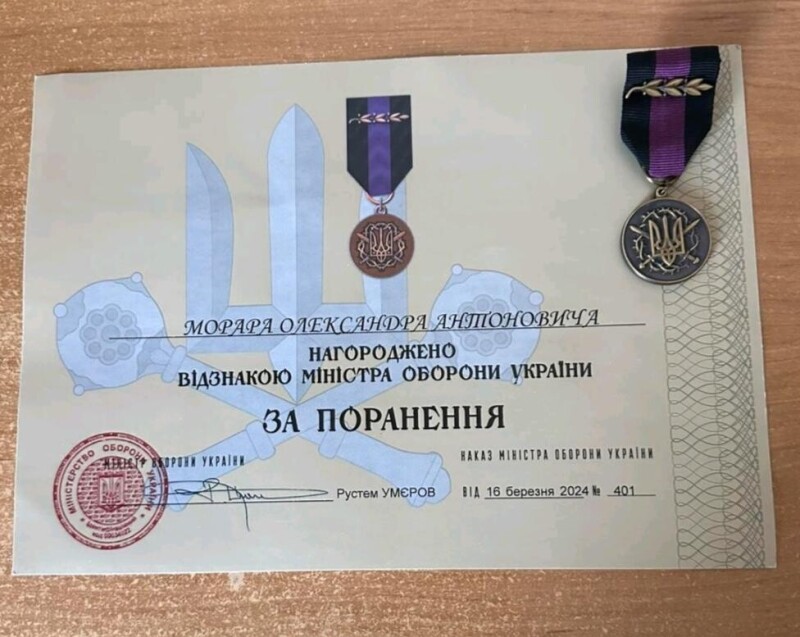 МОРАРА ОЛЕКСАНДРА АНТОНОВИЧА
НАГОРОДЖЕНО
ВІДЗНАКОЮ МІНІСТРА ОБОРОНИ УКРАЇНИ
ЗА ПОРАНЕННЯ
МІНІСТР ОБОРОНИ УКРАЇНИ
Рустем УМЄРОВ
НАКАЗ МІНІСТРА ОБОРОНИ УКРАЇНИ
ВІД 16 березня 2024 № 401
МІНІСТЕРСТВО ОБОРОНИ УКРАЇНИ